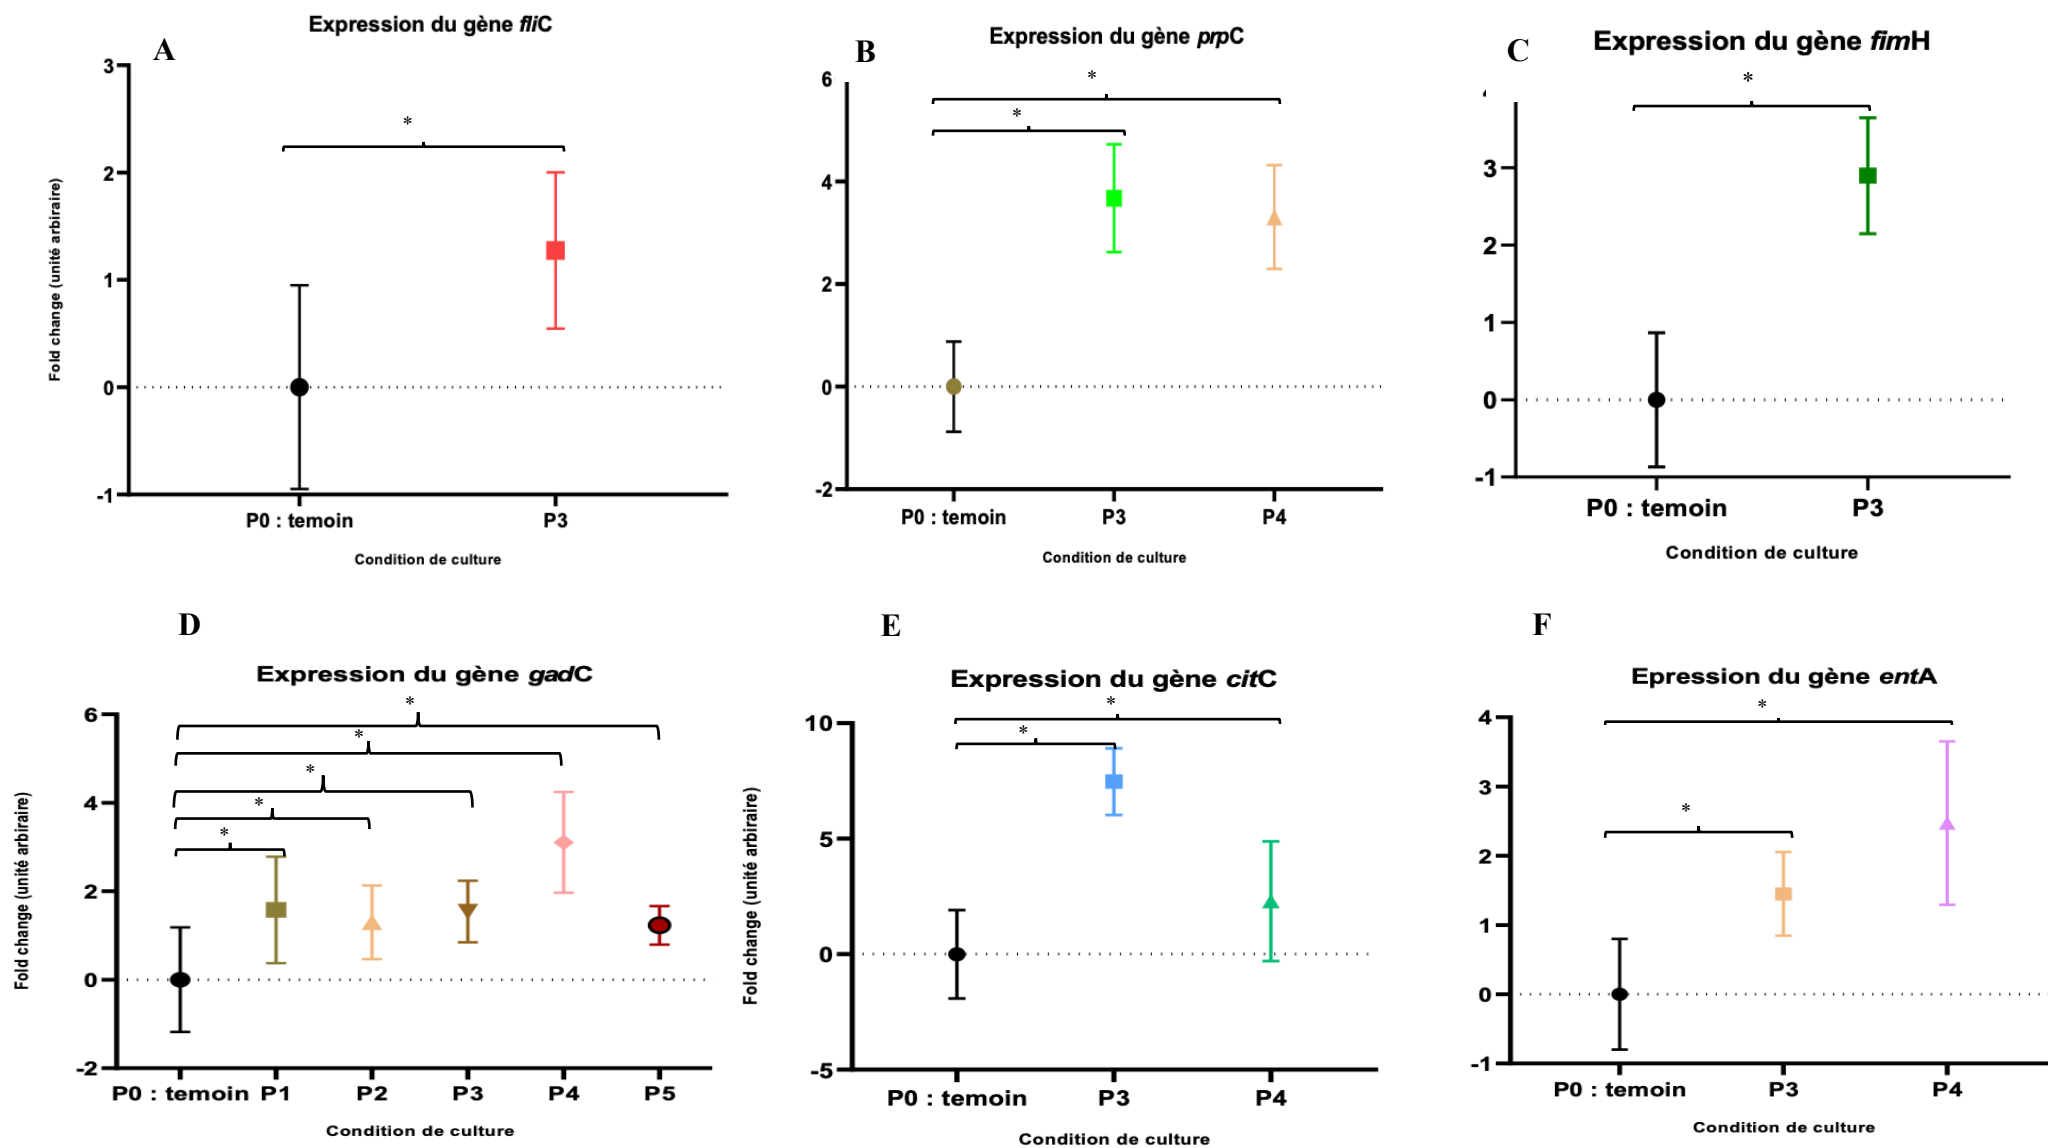 Expression du gène fliC
A
3
2
1
0
-1
*
Fold change (unité arbiraire)
P0 : temoin P3
Condition de culture
Expression du gène prpC
B
6
4
2
0
-2
*
*
P0 : temoin P3 P4
Condition de culture
Expression du gène fimH
C
3
2
1
0
-1
*
P0 : temoin P3
Condition de culture
D
Expression du gène gadC
6
4
2
0
-2
*
*
*
*
*
Fold change (unité arbiraire)
P0 : temoin P1 P2 P3 P4 P5
Condition de culture
E
Expression du gène citC
10
5
0
-5
*
*
Fold change (unité arbiraire)
P0 : temoin P3 P4
Condition de culture
F
Epression du gène entA
4
3
2
1
0
-1
*
*
P0 : temoin P3 P4
Condition de culture